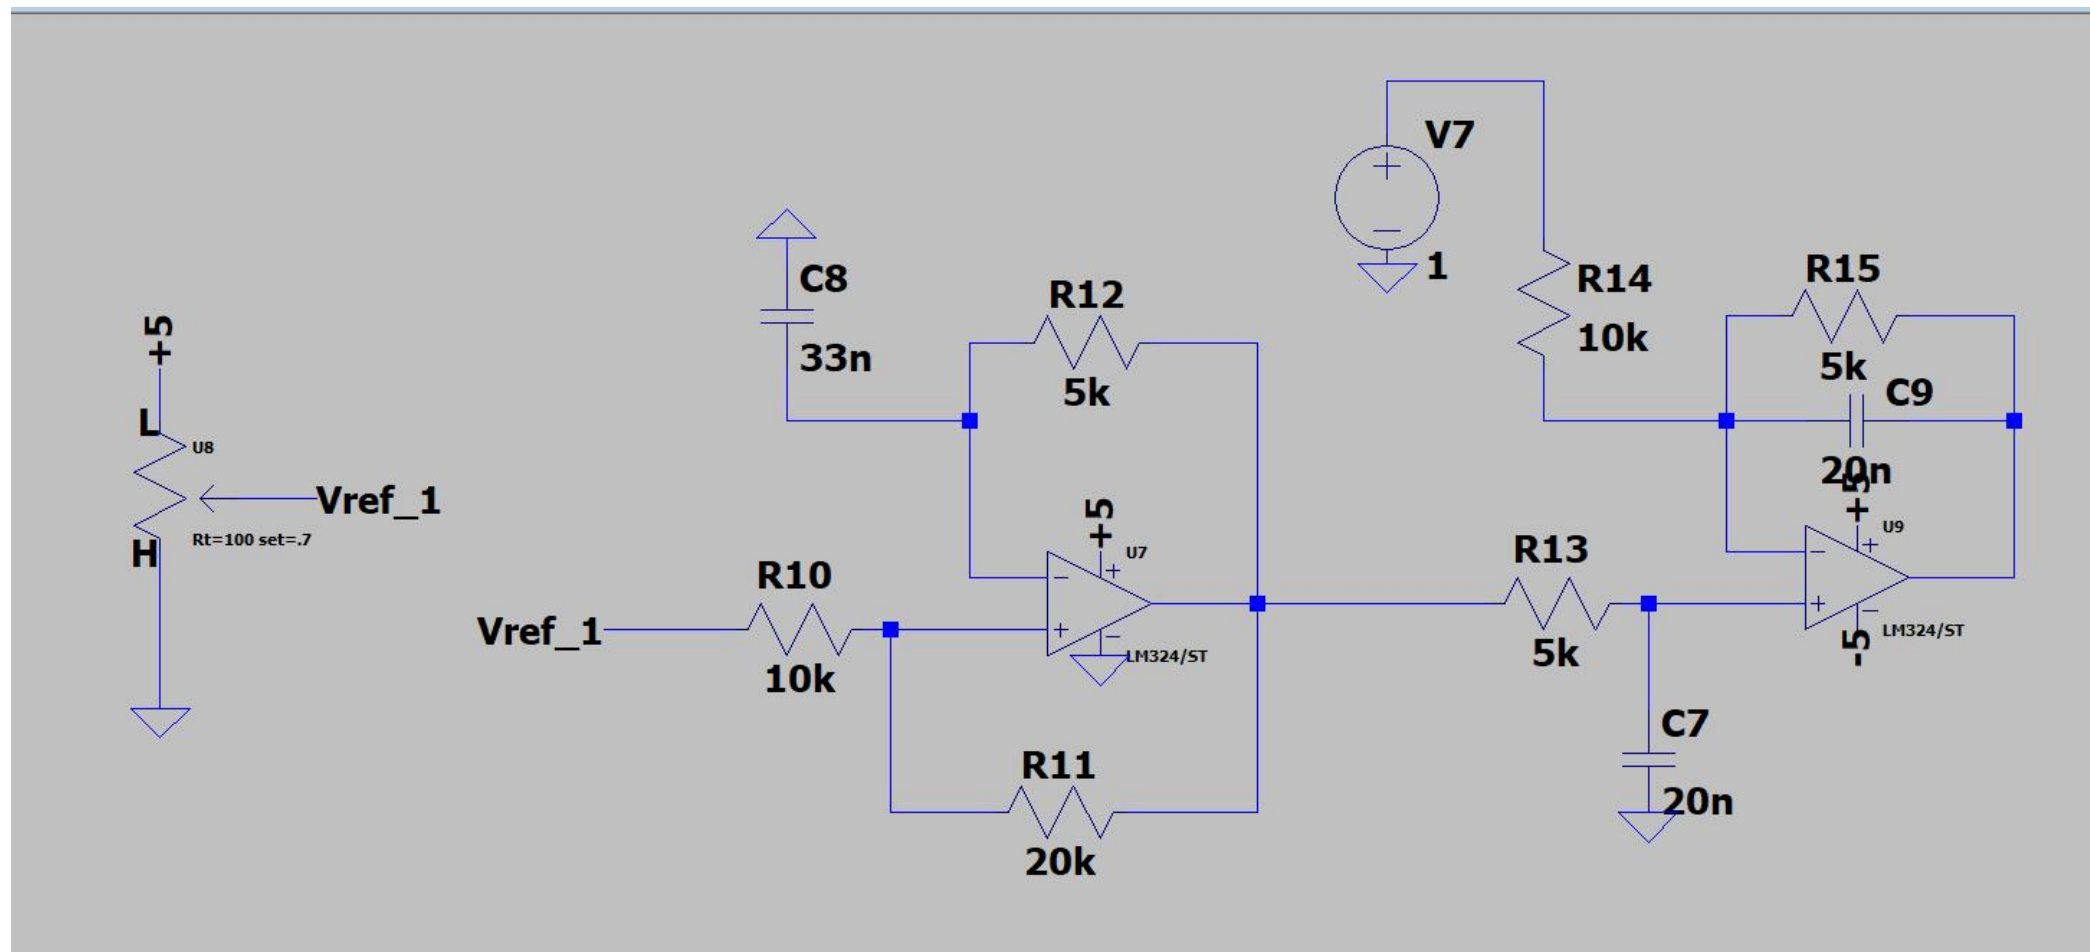 +5
L
U8
Vref_1
Rt=100 set=.7
H
C8
33n
R12
5k
+5
U7
R10
10k
Vref_1
LM324/ST
R11
20k
V7
1
R14
10k
R15
5k
C9
20n
+5
U9
R13
5k
LM324/ST
-5
C7
20n